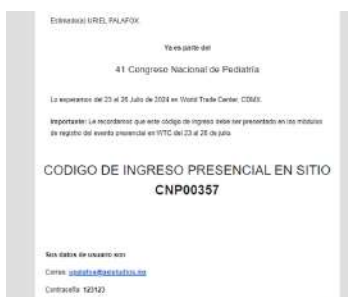 Estimado(a) URIEL PALAFOX
Ya es parte del
41 Congreso Nacional de Pediatría
Lo esperamos del 23 al 26 Julio de 2024 en World Trade Center, CDMX.
Importante: Le recordamos que este código de ingreso debe ser presentado en los módulos
de registro del evento presencial en WTC del 23 al 26 de julio.
CODIGO DE INGRESO PRESENCIAL EN SITIO
CNP00357
Sus datos de usuario son:
Correo:
Contraseña: 123123